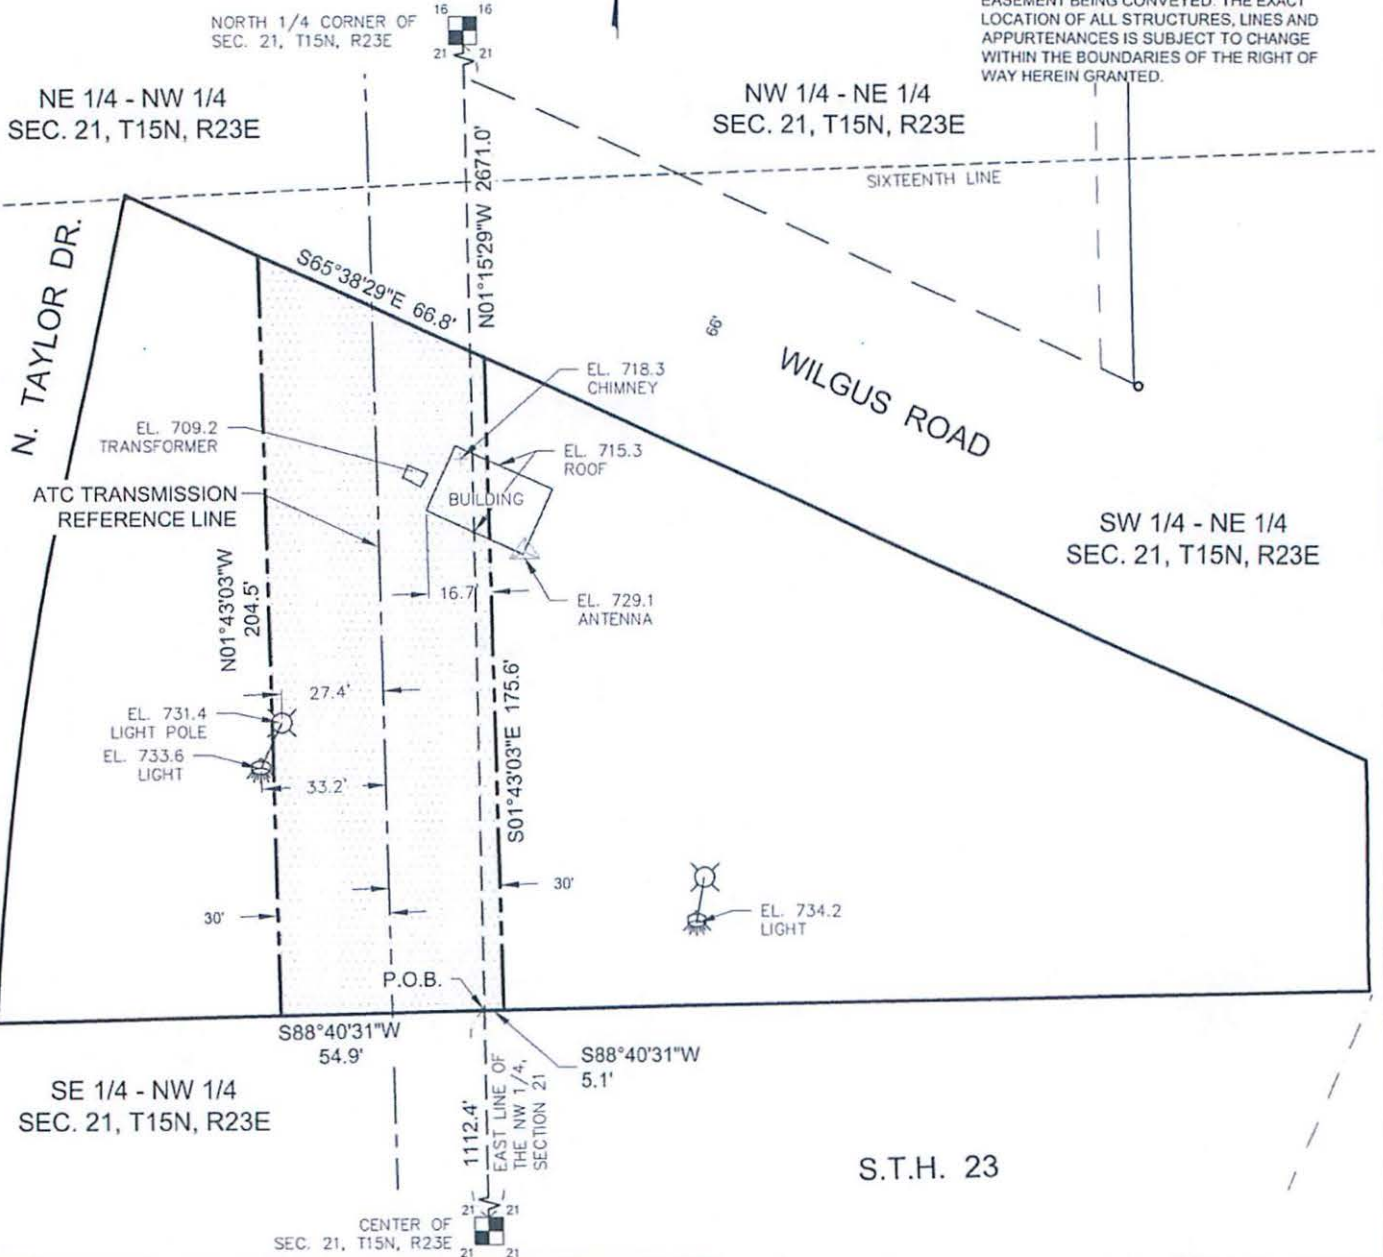 EASEMENT BEING CONVEYED. THE EXACT
LOCATION OF ALL STRUCTURES, LINES AND
APPURTENANCES IS SUBJECT TO CHANGE
WITHIN THE BOUNDARIES OF THE RIGHT OF
WAY HEREIN GRANTED.
NORTH 1/4 CORNER OF
SEC. 21, T15N, R23E
16 16
21 21
NE 1/4 - NW 1/4
SEC. 21, T15N, R23E
NW 1/4 - NE 1/4
SEC. 21, T15N, R23E
SIXTEENTH LINE
N01°15'29"W 2671.0'
N. TAYLOR DR.
S65°38'29"E 66.8'
66'
WILGUS ROAD
EL. 718.3
CHIMNEY
EL. 709.2
TRANSFORMER
EL. 715.3
ROOF
BUILDING
ATC TRANSMISSION
REFERENCE LINE
SW 1/4 - NE 1/4
SEC. 21, T15N, R23E
N01°43'03"W
204.5'
16.7'
EL. 729.1
ANTENNA
27.4'
S01°43'03"E 175.6'
EL. 731.4
LIGHT POLE
EL. 733.6
LIGHT
33.2'
30'
30'
EL. 734.2
LIGHT
P.O.B.
S88°40'31"W
54.9'
S88°40'31"W
5.1'
SE 1/4 - NW 1/4
SEC. 21, T15N, R23E
1112.4'
EAST LINE OF
THE NW 1/4,
SECTION 21
S.T.H. 23
CENTER OF
SEC. 21, T15N, R23E
21 21
21 21